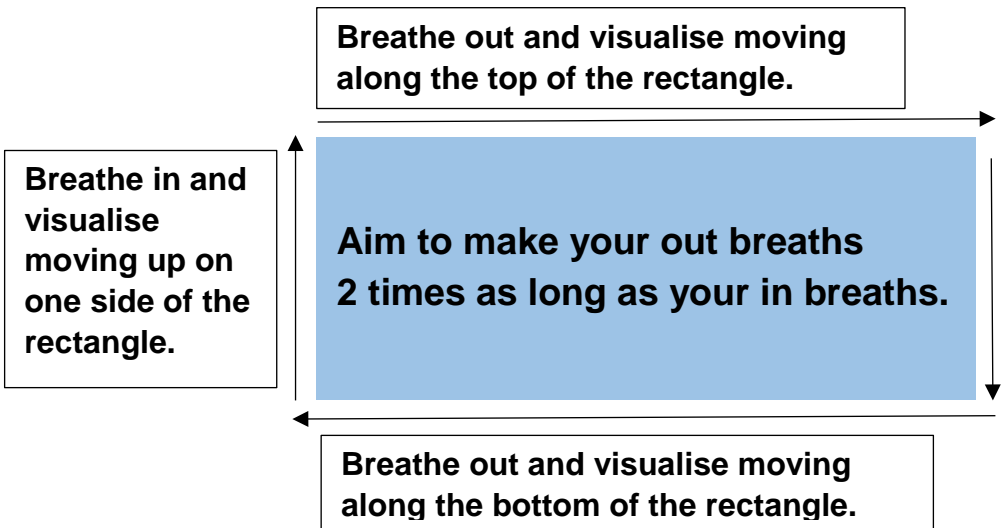 Breathe out and visualise moving
along the top of the rectangle.
Breathe in and
visualise
moving up on
one side of the
rectangle.
Aim to make your out breaths
2 times as long as your in breaths.
Breathe out and visualise moving
along the bottom of the rectangle.